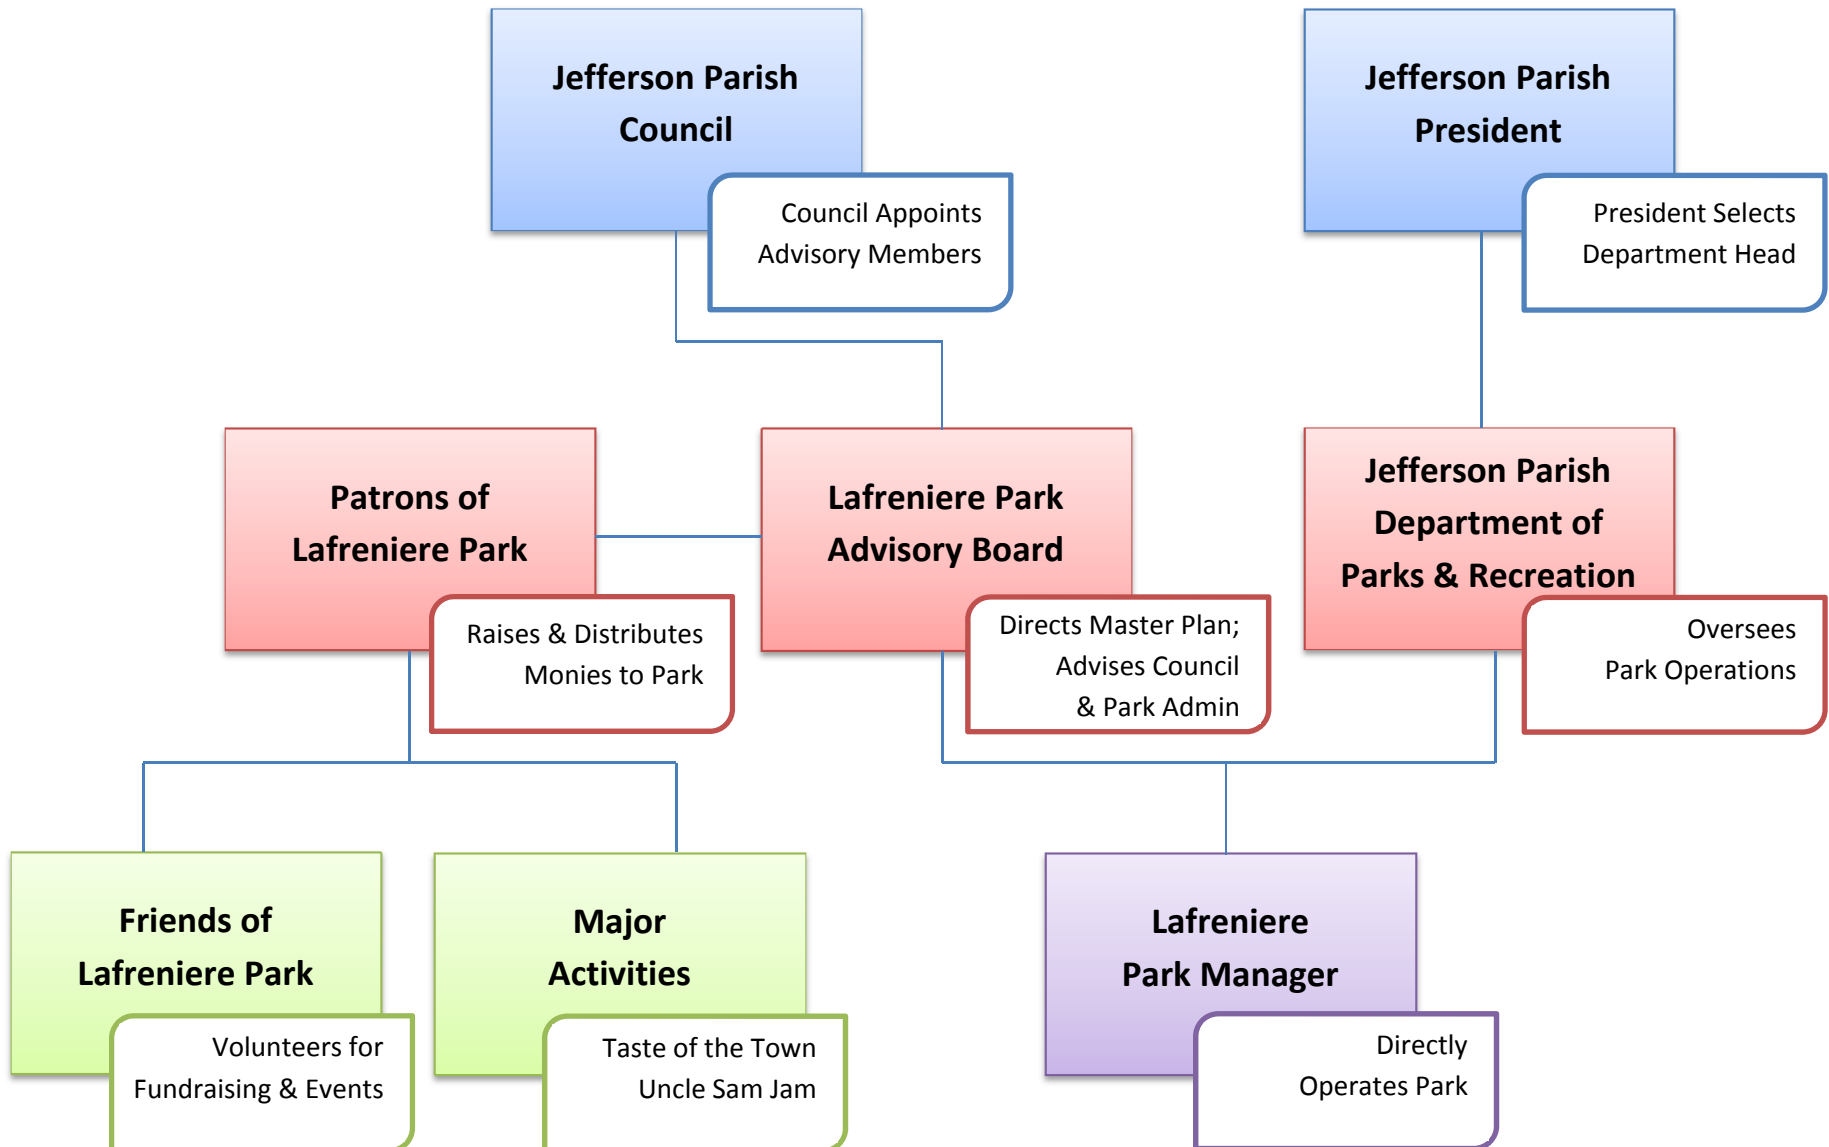 Jefferson Parish
Council
Council Appoints
Advisory Members
Jefferson Parish
President
President Selects
Department Head
Patrons of
Lafreniere Park
Raises & Distributes
Monies to Park
Lafreniere Park
Advisory Board
Directs Master Plan;
Advises Council
& Park Admin
Jefferson Parish
Department of
Parks & Recreation
Oversees
Park Operations
Friends of
Lafreniere Park
Volunteers for
Fundraising & Events
Major
Activities
Taste of the Town
Uncle Sam Jam
Lafreniere
Park Manager
Directly
Operates Park